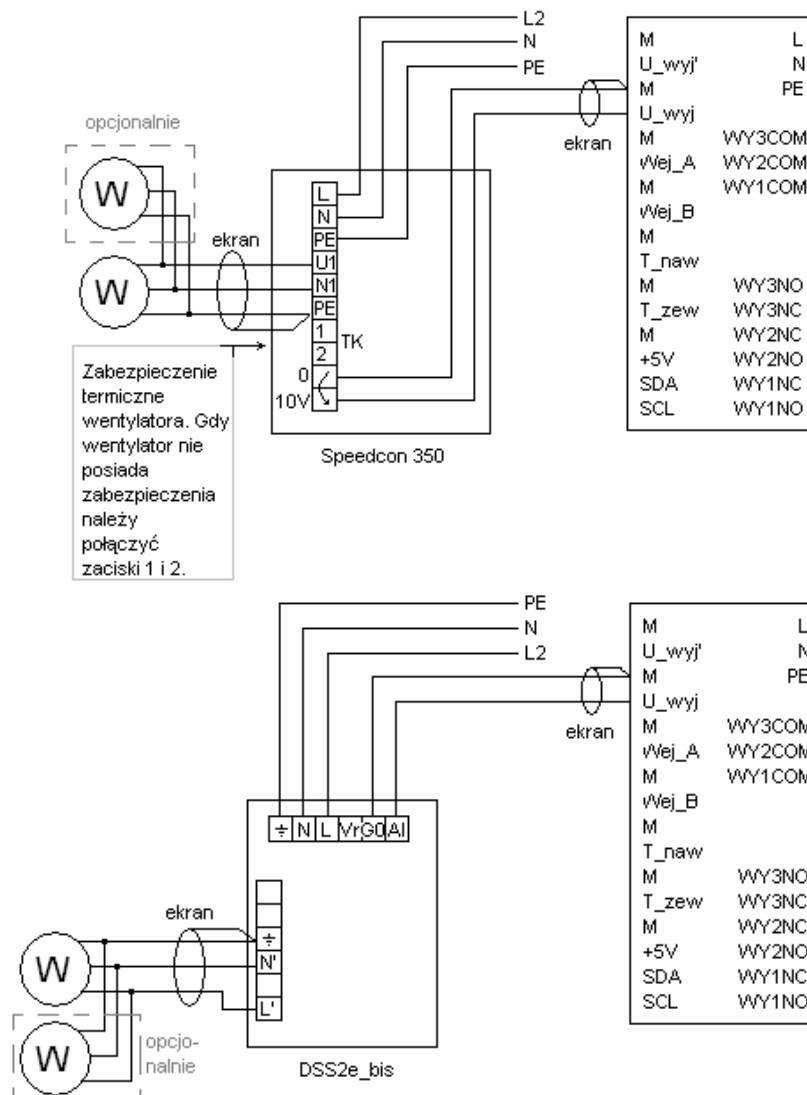 L2
N
PE
opcjonalnie
W
W
ekran
ekran
L
N
PE
U1
N1
PE
1
2
TK
0
10V
Speedcon 350
Zabezpieczenie
termiczne
wentylatora. Gdy
wentylator nie
posiada
zabezpieczenia
należy
połączyć
zaciski 1 i 2.
M L
U_wyj' N
M PE
U_wyj
M WY3COM
Wej_A WY2COM
M WY1COM
Wej_B
M
T_naw
M WY3NO
T_zew WY3NC
M WY2NC
+5V WY2NO
SDA WY1NC
SCL WY1NO
PE
N
L2
ekran
⏚ N L Vr G0 AI
ekran
⏚
N'
L'
W
W
opcjo-
nalnie
DSS2e_bis
M L
U_wyj' N
M PE
U_wyj
M WY3COM
Wej_A WY2COM
M WY1COM
Wej_B
M
T_naw
M WY3NO
T_zew WY3NC
M WY2NC
+5V WY2NO
SDA WY1NC
SCL WY1NO